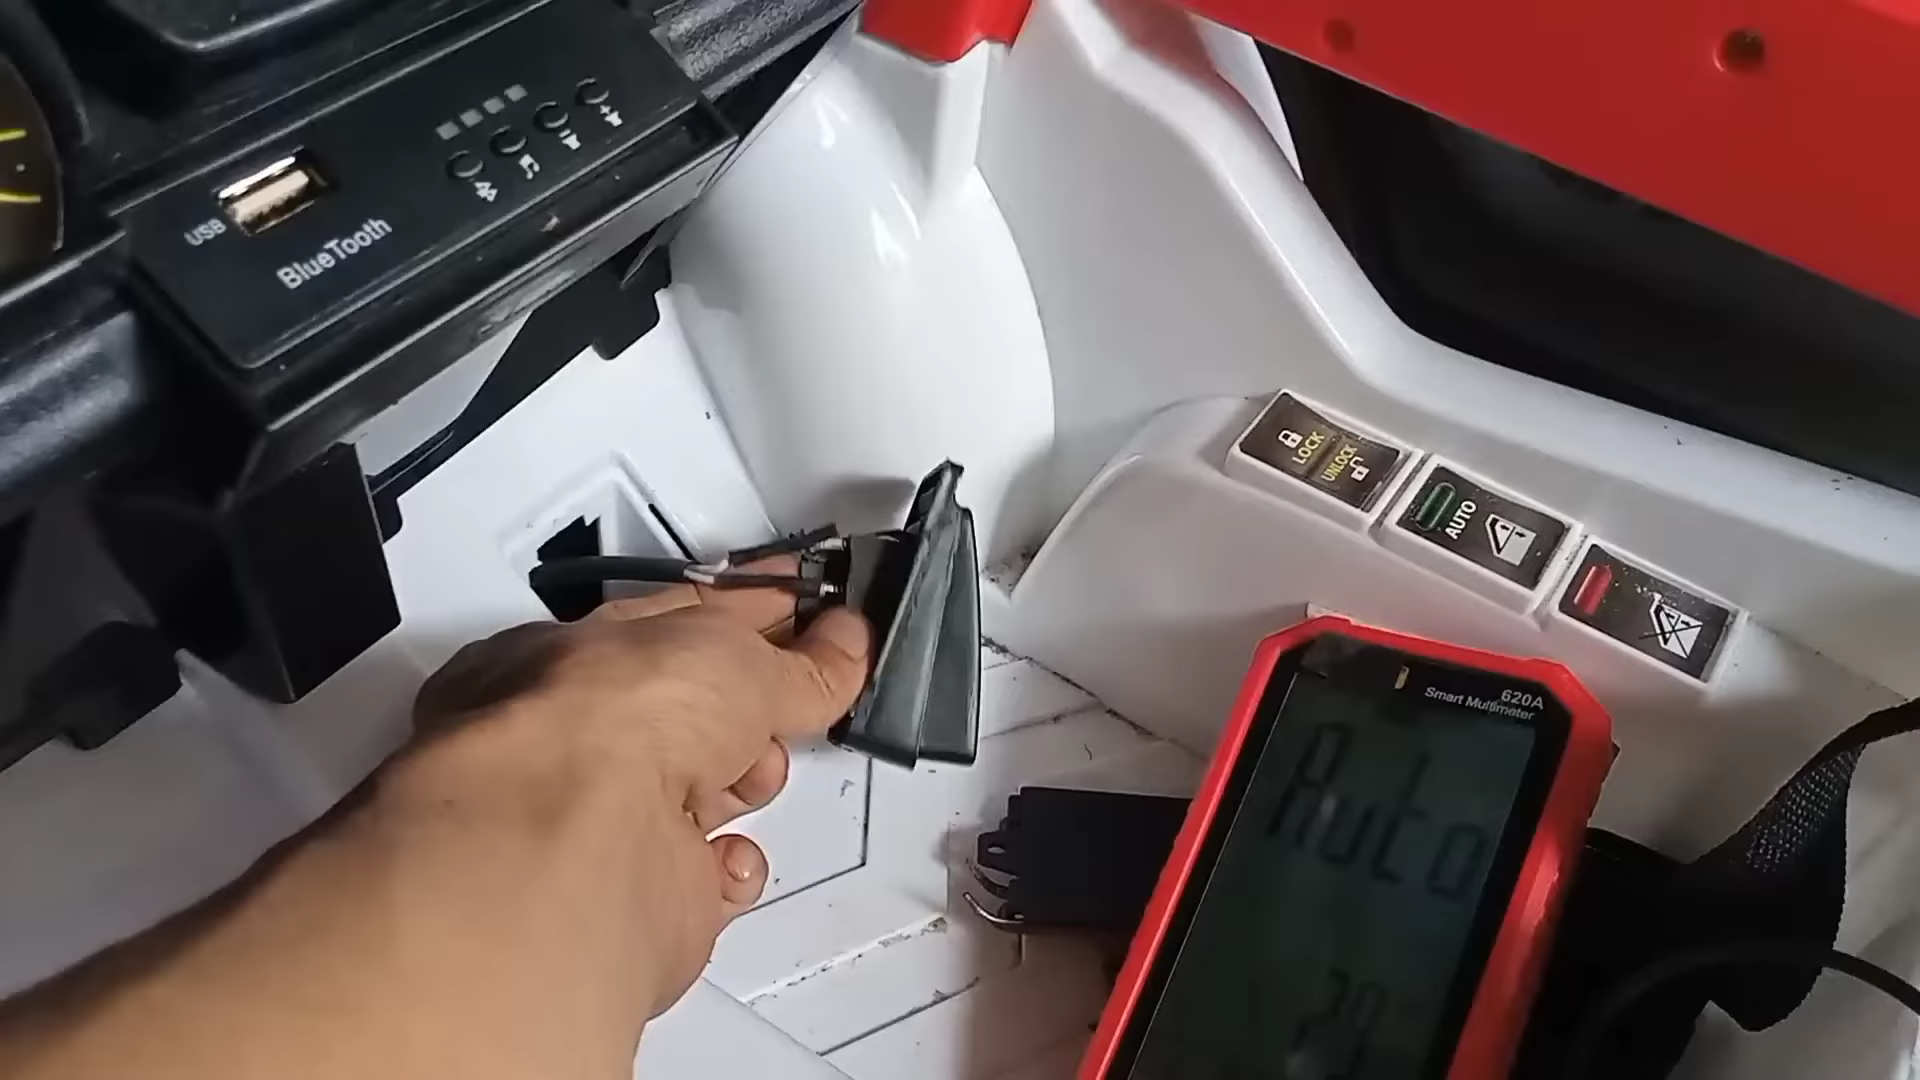 USB
BlueTooth
LOCK
UNLOCK
AUTO
620A
Smart Multimeter
Auto